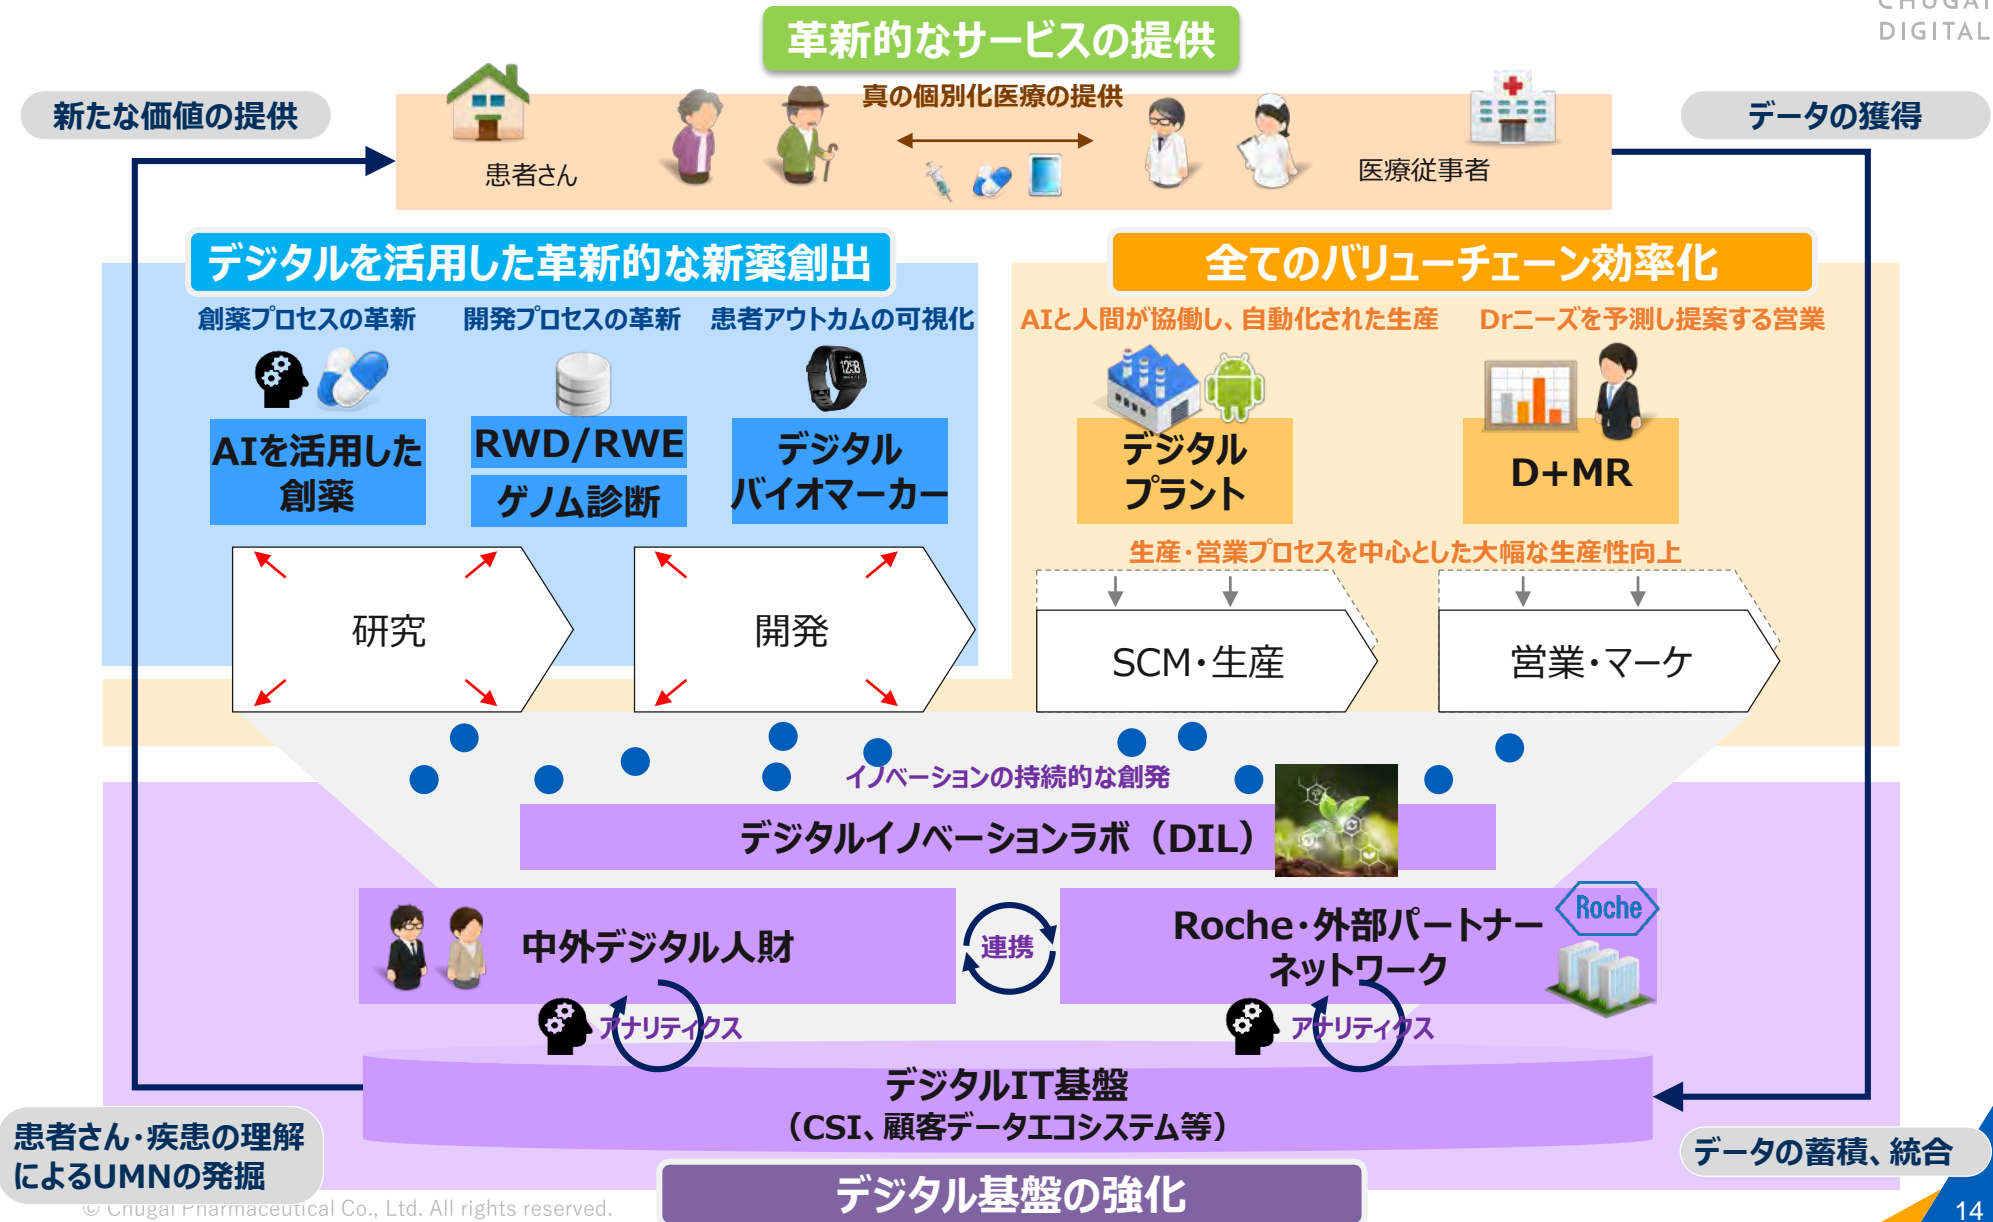 CHUGAI
DIGITAL
革新的なサービスの提供
新たな価値の提供
真の個別化医療の提供
データの獲得
患者さん
医療従事者
デジタルを活用した革新的な新薬創出
全てのバリューチェーン効率化
創薬プロセスの革新
開発プロセスの革新
患者アウトカムの可視化
AIと人間が協働し、自動化された生産
Drニーズを予測し提案する営業
AIを活用した
創薬
RWD/RWE
ゲノム診断
デジタル
バイオマーカー
デジタル
プラント
D+MR
生産・営業プロセスを中心とした大幅な生産性向上
研究
開発
SCM・生産
営業・マーケ
イノベーションの持続的な創発
デジタルイノベーションラボ（DIL）
中外デジタル人財
連携
Roche・外部パートナー
ネットワーク
Roche
アナリティクス
アナリティクス
デジタルIT基盤
（CSI、顧客データエコシステム等）
患者さん・疾患の理解
によるUMNの発掘
データの蓄積、統合
デジタル基盤の強化
© Chugai Pharmaceutical Co., Ltd. All rights reserved.
14